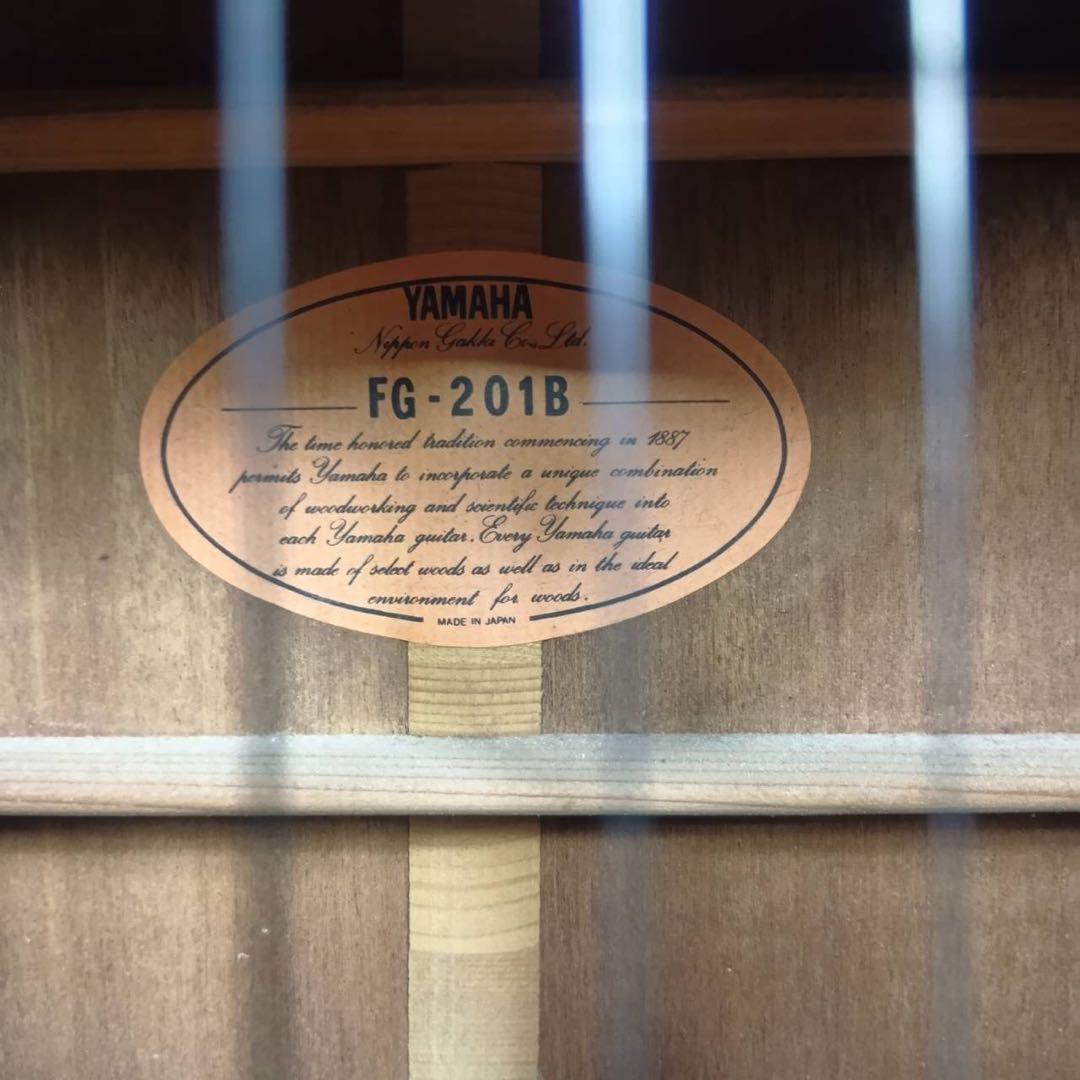 YAMAHA
Nippon Gakki Co., Ltd.
FG-201B
The time honored tradition commencing in 1887
permits Yamaha to incorporate a unique combination
of woodworking and scientific technique into
each Yamaha guitar. Every Yamaha guitar
is made of select woods as well as in the ideal
environment for woods.
MADE IN JAPAN